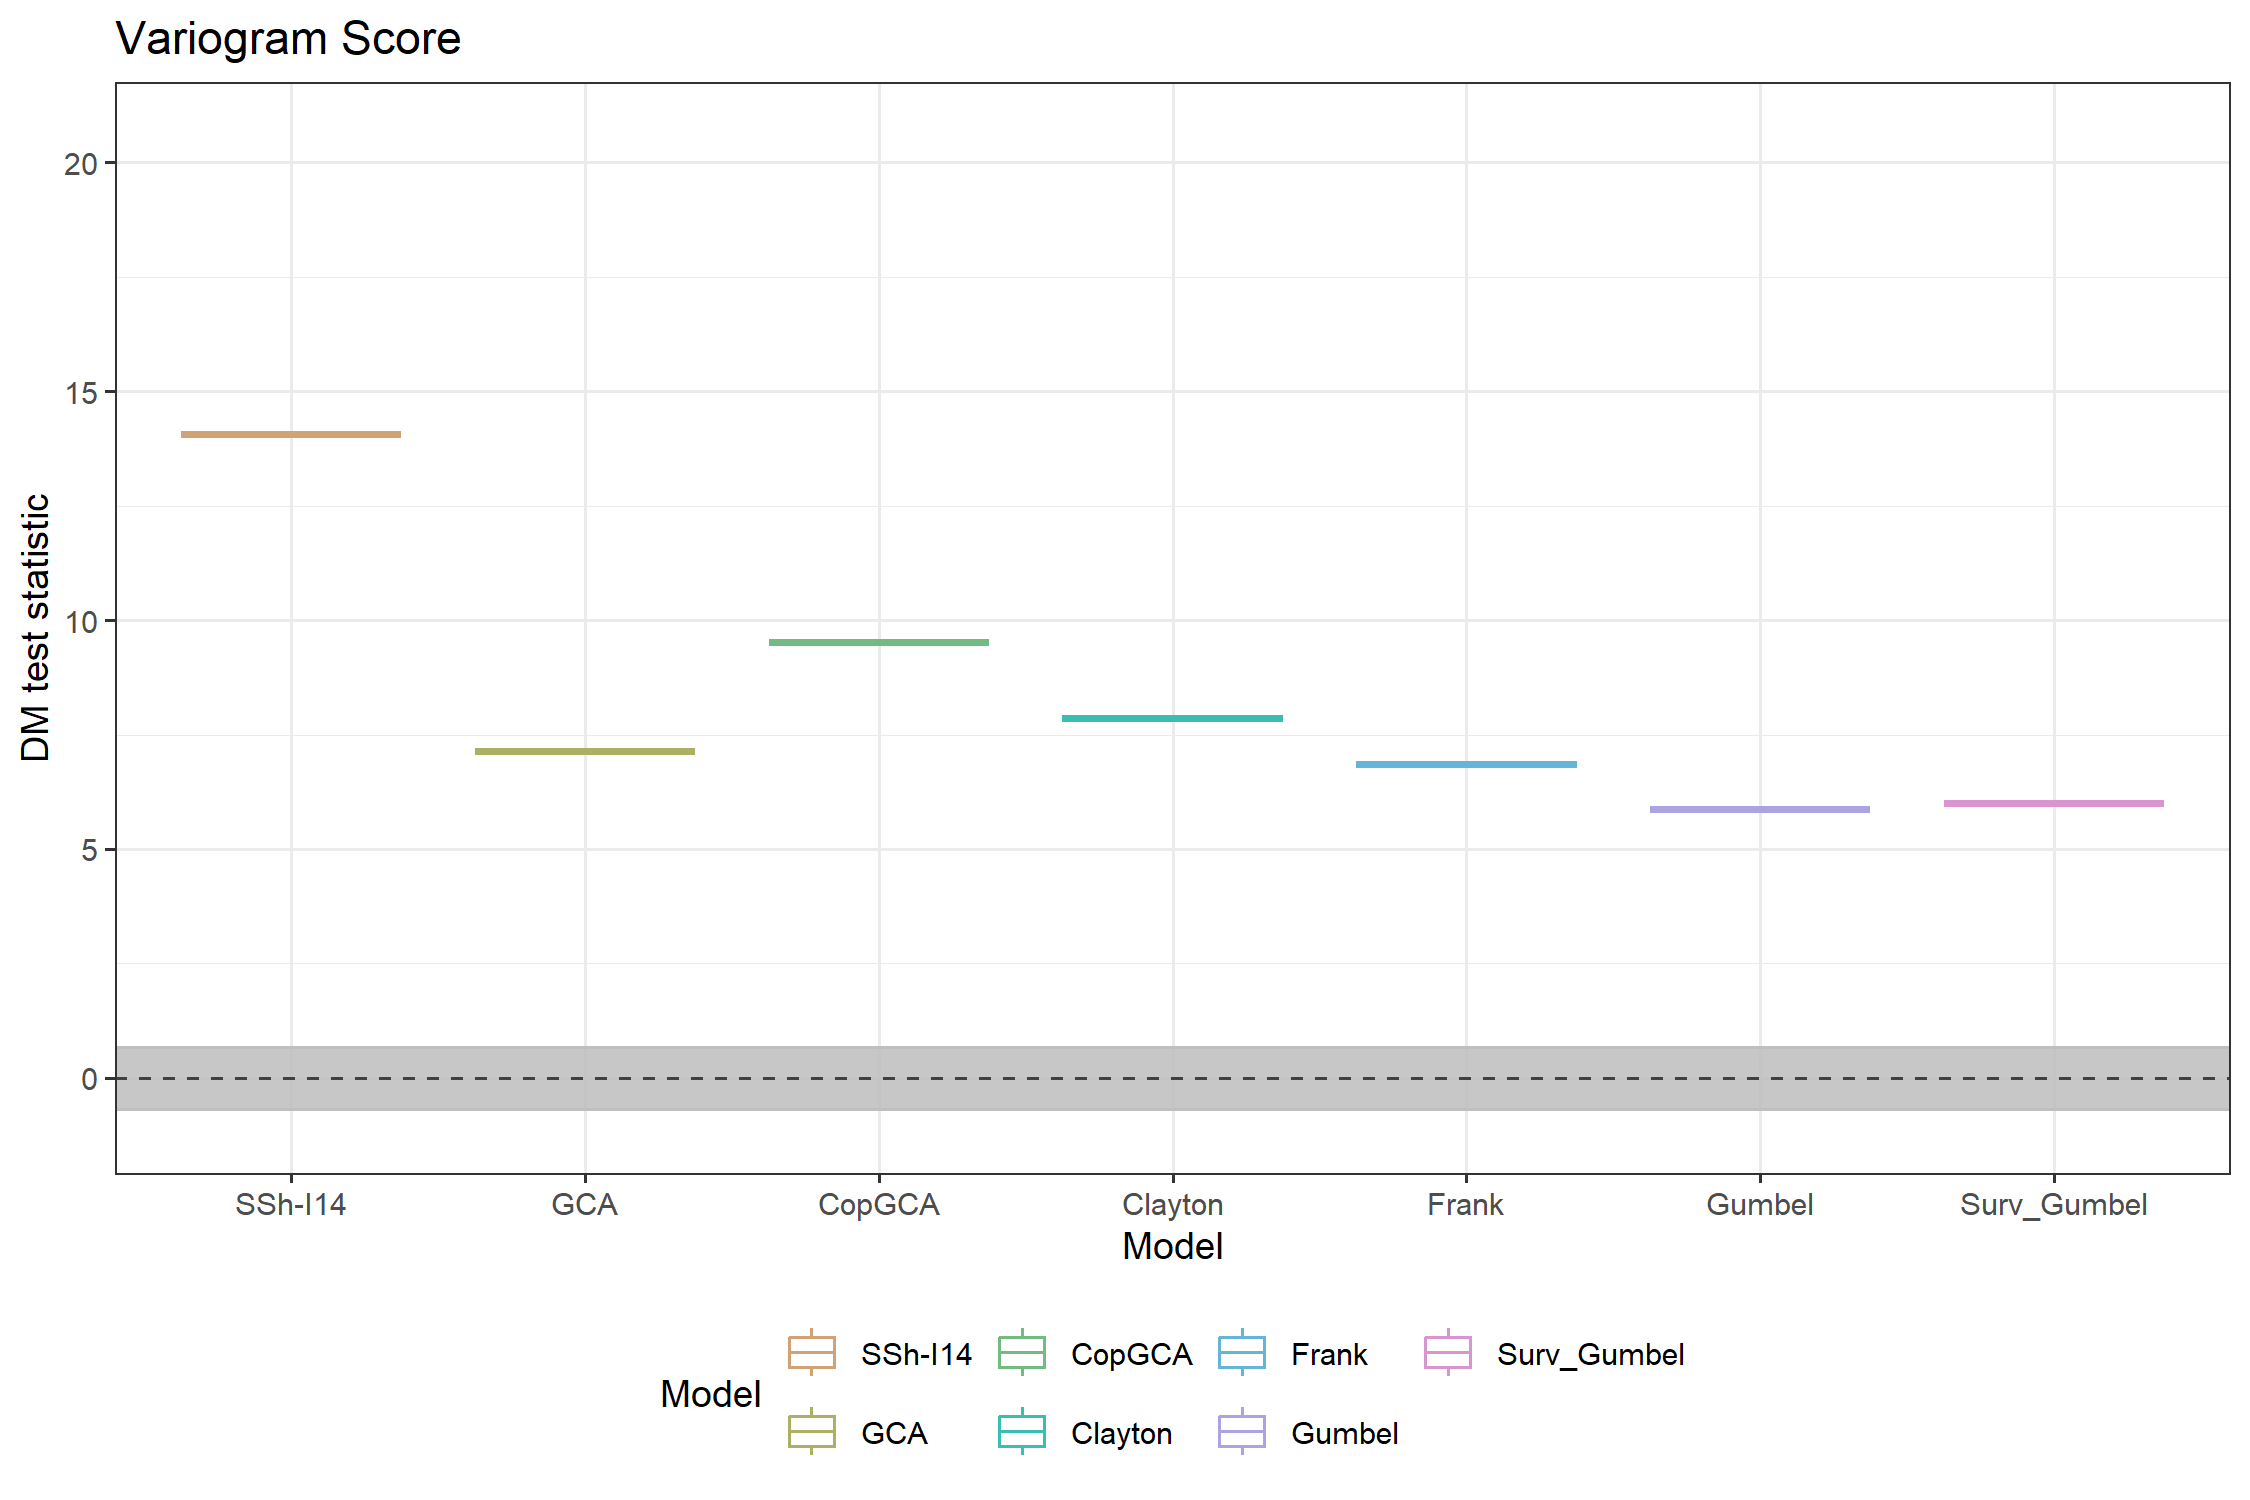 Variogram Score
DM test statistic
20
15
10
5
0
SSh-I14 GCA CopGCA Clayton Frank Gumbel Surv_Gumbel
Model
Model
SSh-I14 CopGCA Frank Surv_Gumbel
GCA Clayton Gumbel